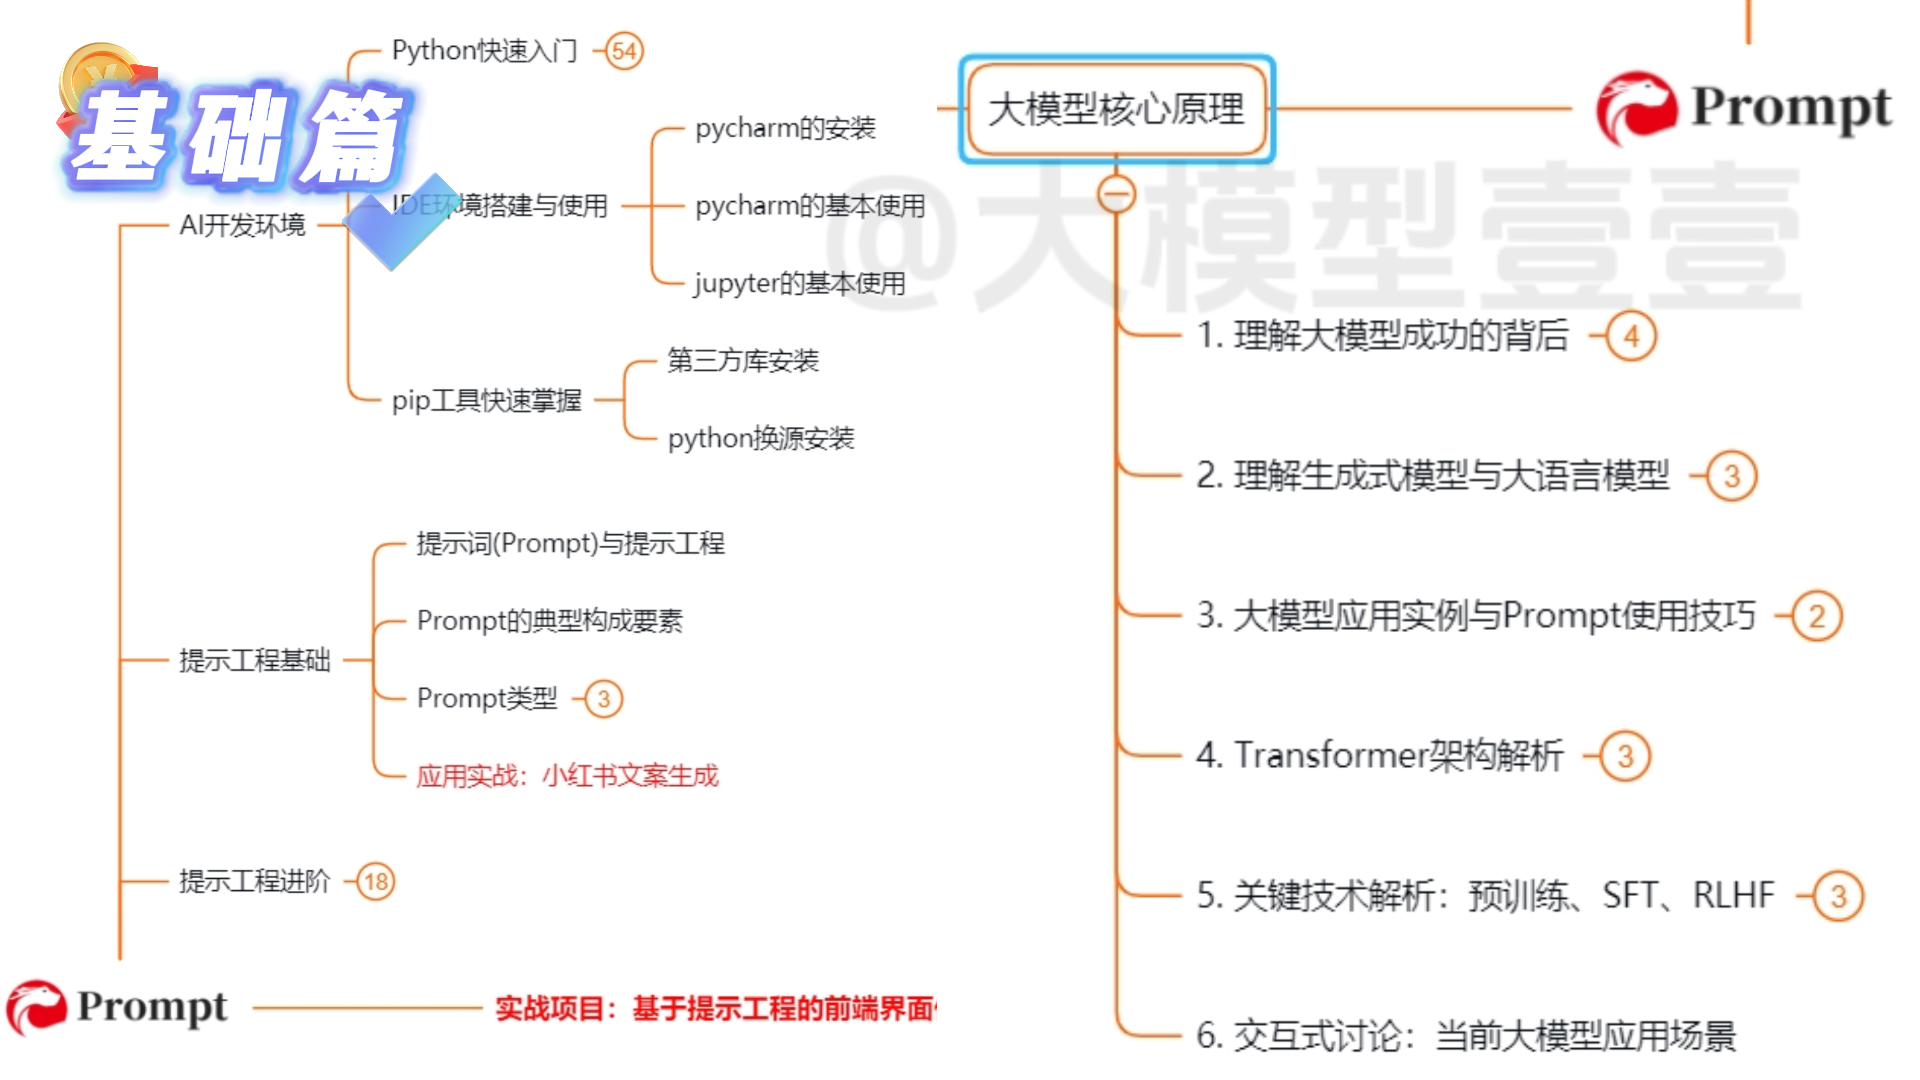 基础篇
Python快速入门
54
AI开发环境
IDE环境搭建与使用
pycharm的安装
pycharm的基本使用
jupyter的基本使用
pip工具快速掌握
第三方库安装
python换源安装
提示工程基础
提示词(Prompt)与提示工程
Prompt的典型构成要素
Prompt类型
3
应用实战：小红书文案生成
提示工程进阶
18
Prompt
实战项目：基于提示工程的前端界面
大模型核心原理
Prompt
@大模型壹壹
1. 理解大模型成功的背后
4
2. 理解生成式模型与大语言模型
3
3. 大模型应用实例与Prompt使用技巧
2
4. Transformer架构解析
3
5. 关键技术解析：预训练、SFT、RLHF
3
6. 交互式讨论：当前大模型应用场景